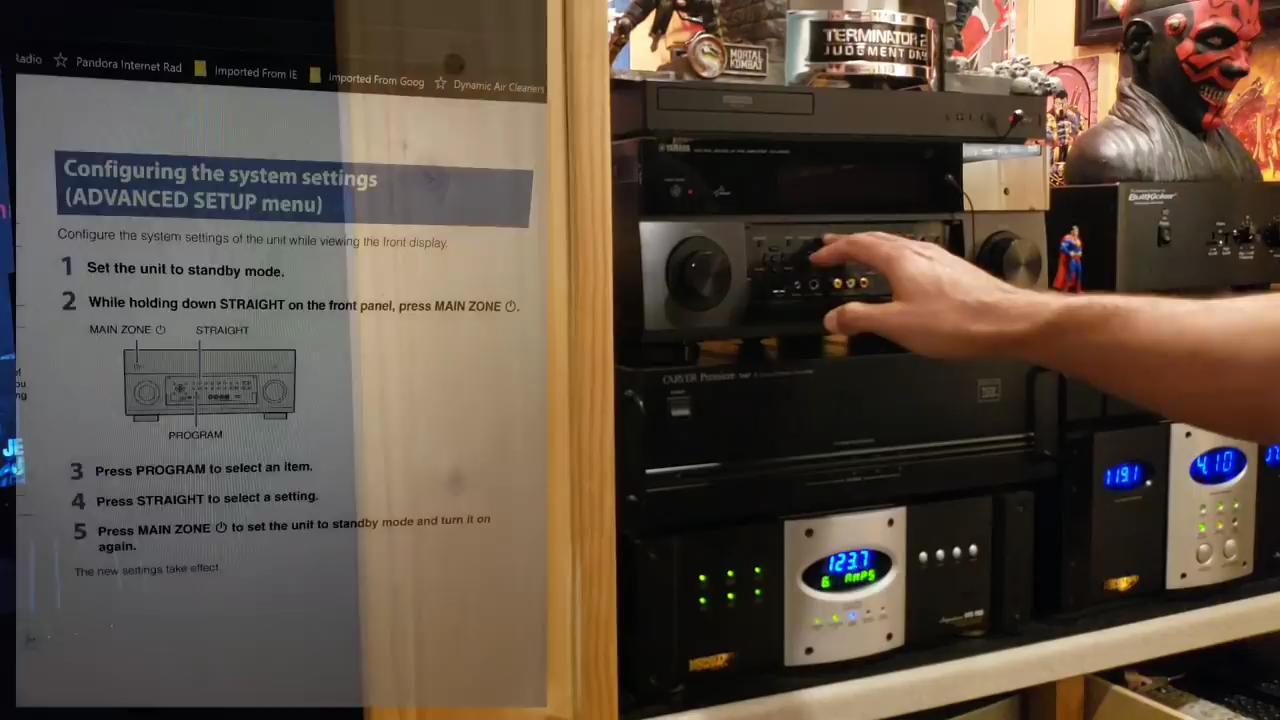 Radio ☆ Pandora Internet Rad Imported From IE Imported From Goog ☆ Dynamic Air Cleaners
Configuring the system settings
(ADVANCED SETUP menu)
Configure the system settings of the unit while viewing the front display.
1 Set the unit to standby mode.
2 While holding down STRAIGHT on the front panel, press MAIN ZONE ⏻.
MAIN ZONE ⏻ STRAIGHT
PROGRAM
3 Press PROGRAM to select an item.
4 Press STRAIGHT to select a setting.
5 Press MAIN ZONE ⏻ to set the unit to standby mode and turn it on
again.
The new settings take effect.
MORTAL
KOMBAT
TERMINATOR 2
JUDGMENT DAY
YAMAHA
ButtKicker
CARVER
119.1
4.10
123.7
6 AMPS
MONSTER